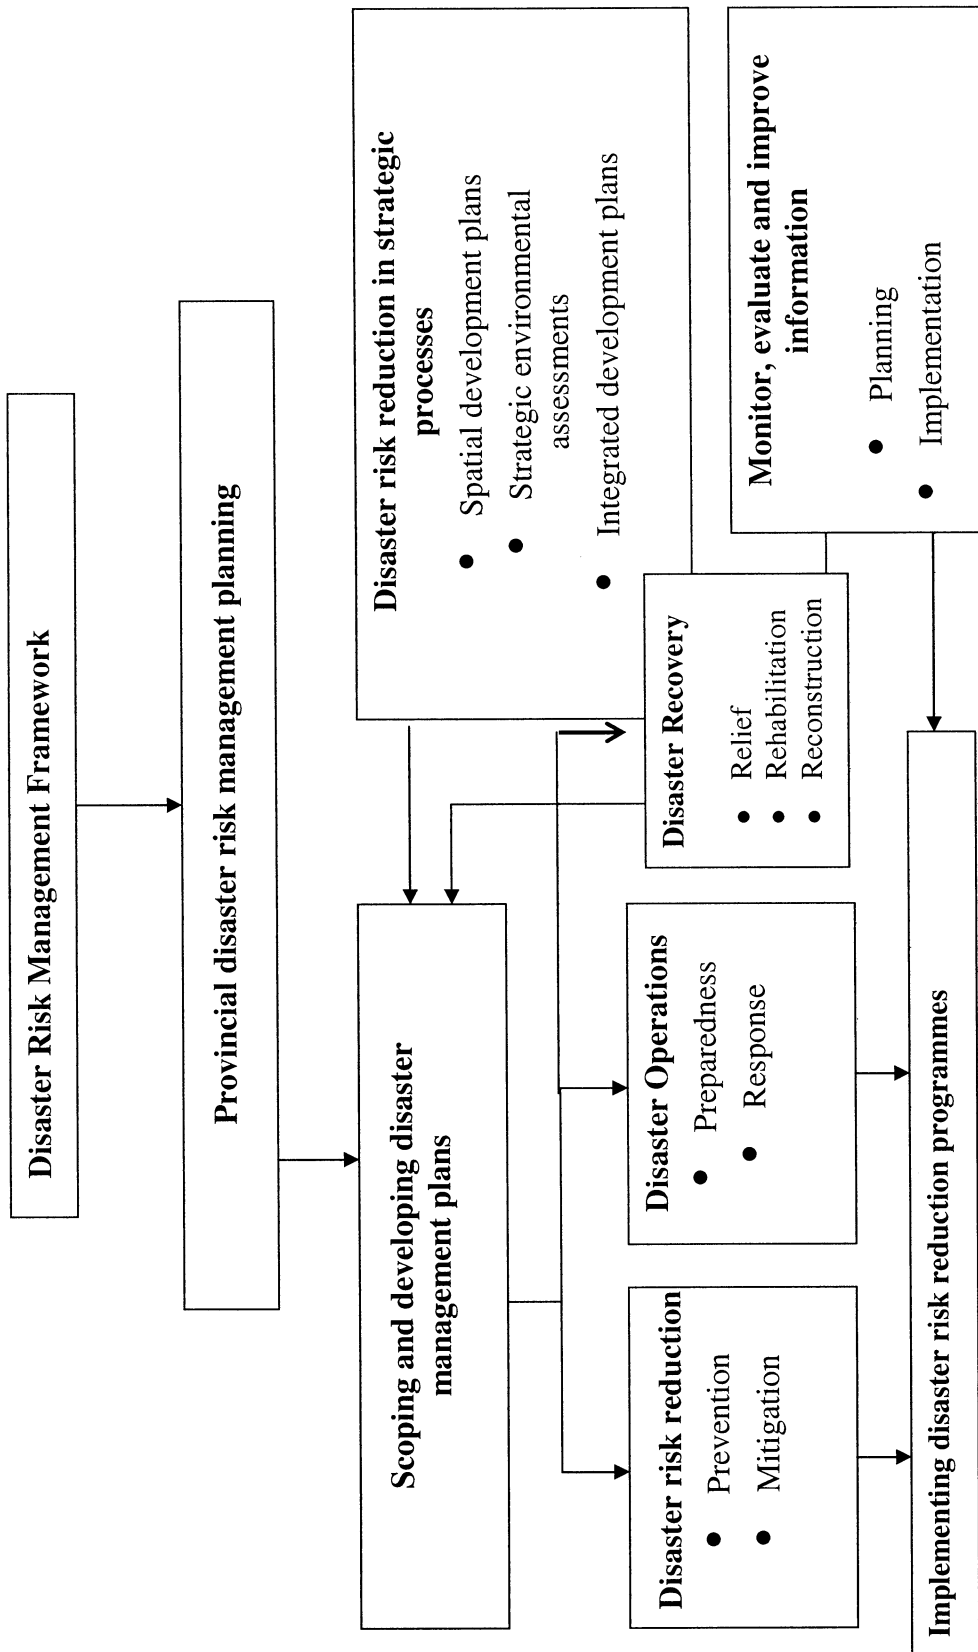 Disaster Risk Management Framework
Provincial disaster risk management planning
Scoping and developing disaster
management plans
Disaster risk reduction in strategic
processes
• Spatial development plans
• Strategic environmental
assessments
• Integrated development plans
Disaster risk reduction
• Prevention
• Mitigation
Disaster Operations
• Preparedness
• Response
Disaster Recovery
• Relief
• Rehabilitation
• Reconstruction
Monitor, evaluate and improve
information
• Planning
• Implementation
Implementing disaster risk reduction programmes